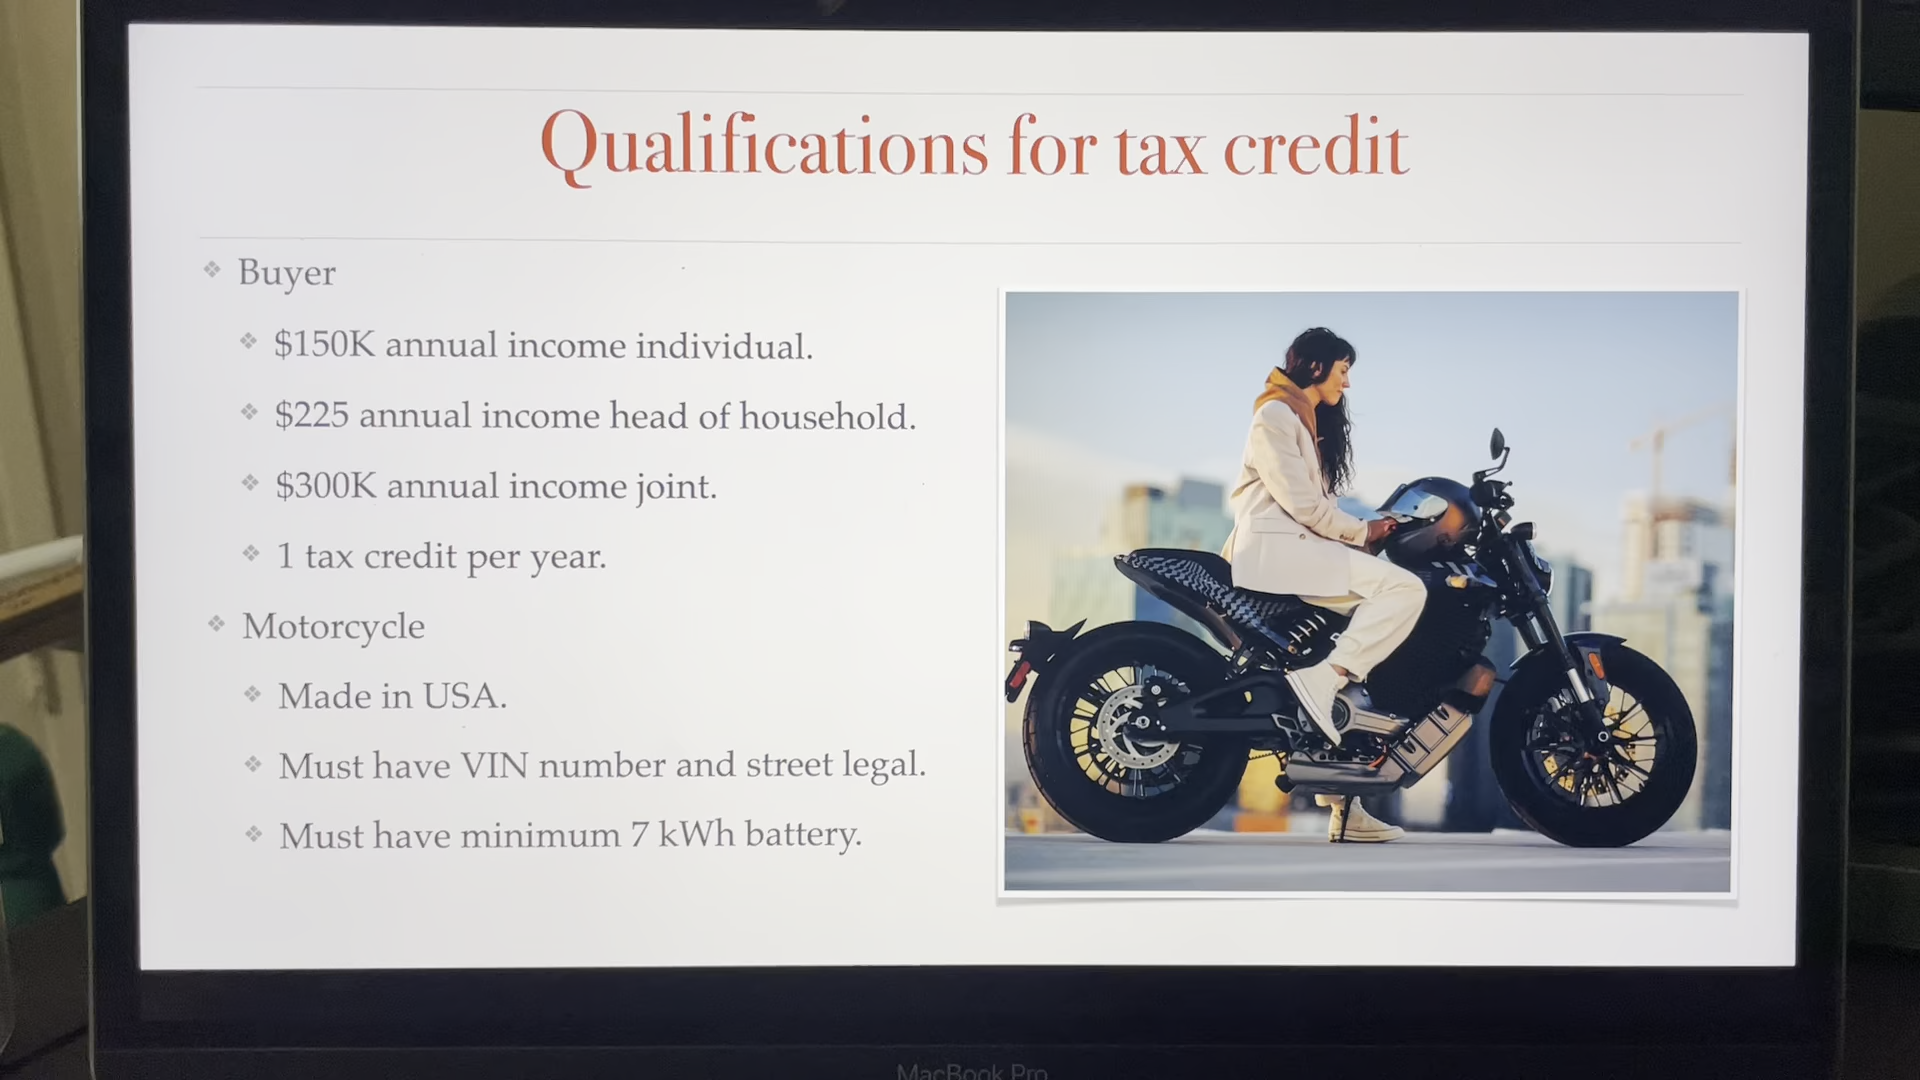 Qualifications for tax credit
Buyer
$150K annual income individual.
$225 annual income head of household.
$300K annual income joint.
1 tax credit per year.
Motorcycle
Made in USA.
Must have VIN number and street legal.
Must have minimum 7 kWh battery.
MacBook Pro